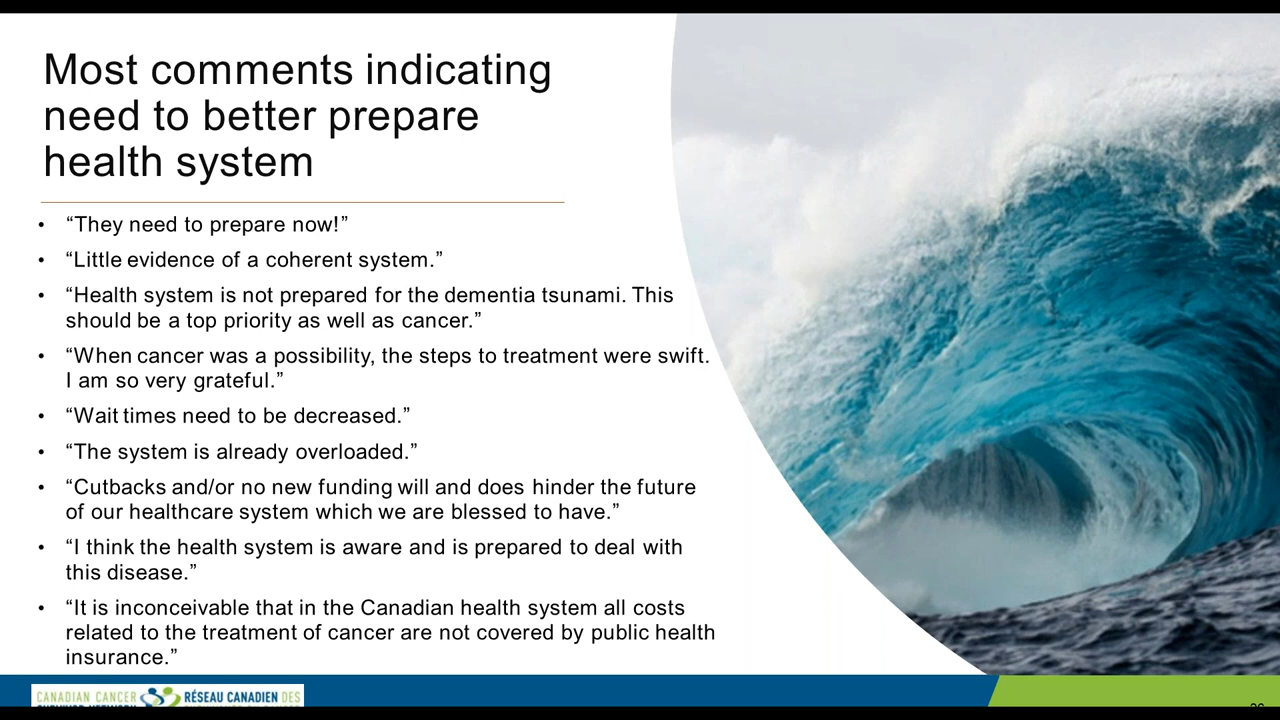 Most comments indicating
need to better prepare
health system
• “They need to prepare now!”
• “Little evidence of a coherent system.”
• “Health system is not prepared for the dementia tsunami. This
should be a top priority as well as cancer.”
• “When cancer was a possibility, the steps to treatment were swift.
I am so very grateful.”
• “Wait times need to be decreased.”
• “The system is already overloaded.”
• “Cutbacks and/or no new funding will and does hinder the future
of our healthcare system which we are blessed to have.”
• “I think the health system is aware and is prepared to deal with
this disease.”
• “It is inconceivable that in the Canadian health system all costs
related to the treatment of cancer are not covered by public health
insurance.”
CANADIAN CANCER RÉSEAU CANADIEN DES